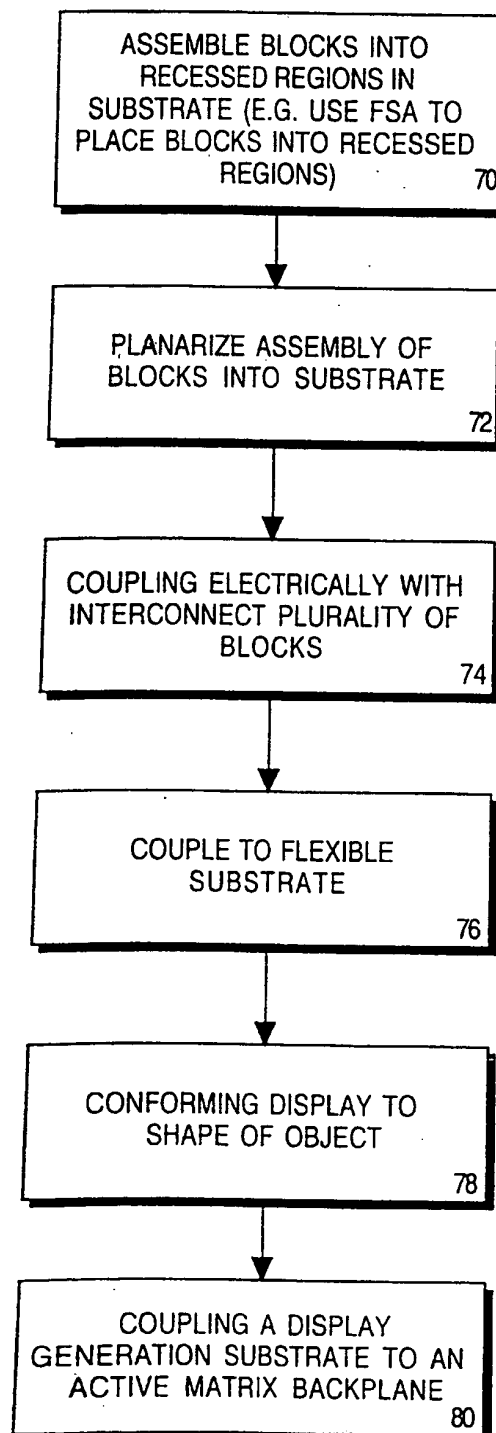 ASSEMBLE BLOCKS INTO
RECESSED REGIONS IN
SUBSTRATE (E.G. USE FSA TO
PLACE BLOCKS INTO RECESSED
REGIONS)
70
PLANARIZE ASSEMBLY OF
BLOCKS INTO SUBSTRATE
72
COUPLING ELECTRICALLY WITH
INTERCONNECT PLURALITY OF
BLOCKS
74
COUPLE TO FLEXIBLE
SUBSTRATE
76
CONFORMING DISPLAY TO
SHAPE OF OBJECT
78
COUPLING A DISPLAY
GENERATION SUBSTRATE TO AN
ACTIVE MATRIX BACKPLANE
80